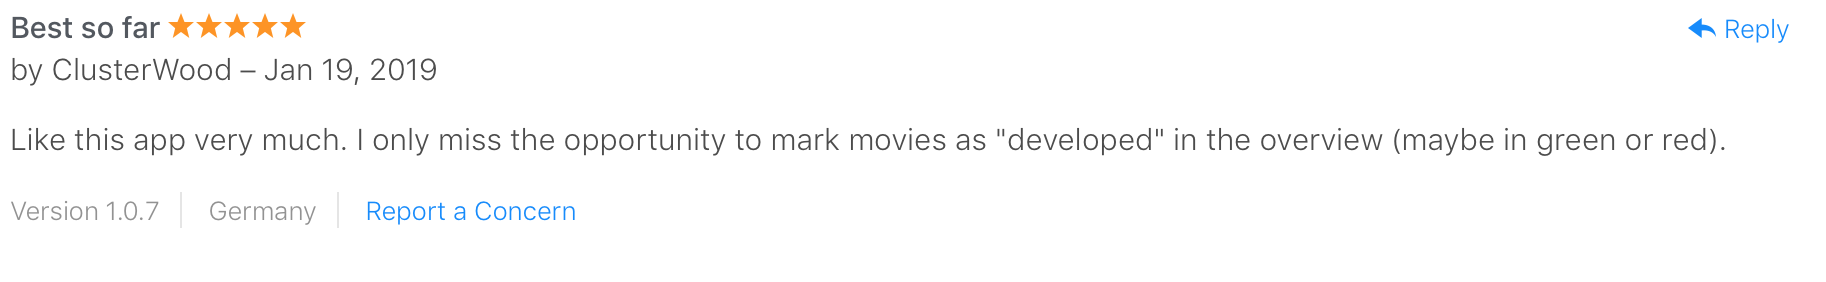 Best so far ★★★★★
Reply
by ClusterWood – Jan 19, 2019
Like this app very much. I only miss the opportunity to mark movies as "developed" in the overview (maybe in green or red).
Version 1.0.7
Germany
Report a Concern